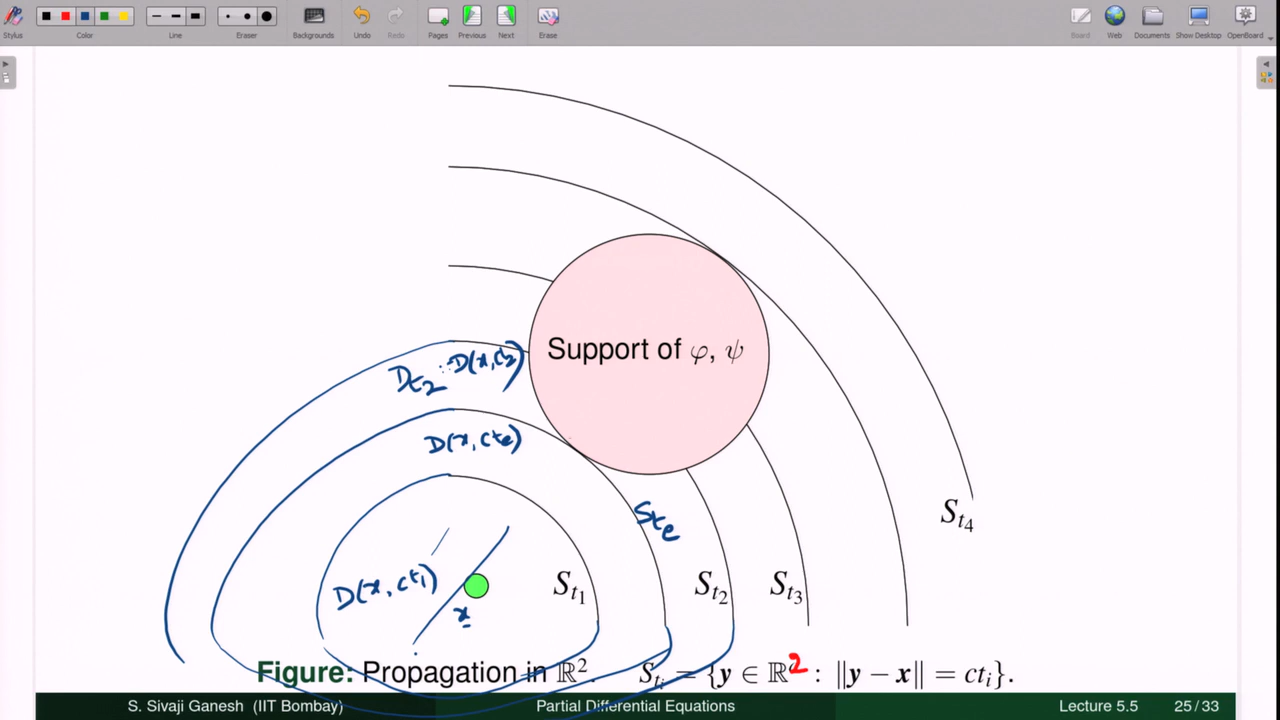 Stylus Color Line Eraser Backgrounds Undo Redo Pages Previous Next Erase Board Web Documents Show Desktop OpenBoard
Support of φ, ψ
D_{t_2} : D(x, ct_2)
D(x, ct_e)
S_{t_e}
S_{t_4}
D(x, ct_1)
x
S_{t_1}
S_{t_2}
S_{t_3}
Figure: Propagation in ℝ². S_{t_i} = {y ∈ ℝ² : ‖y − x‖ = ct_i}.
S. Sivaji Ganesh (IIT Bombay) Partial Differential Equations Lecture 5.5 25 / 33